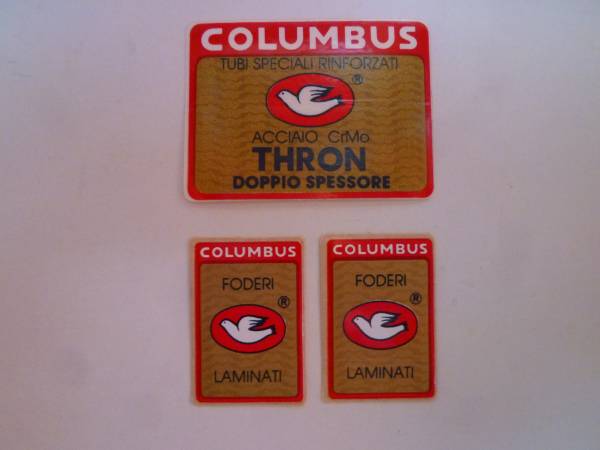 COLUMBUS
TUBI SPECIALI RINFORZATI
®
ACCIAIO CrMo
THRON
DOPPIO SPESSORE
COLUMBUS
FODERI
®
LAMINATI
COLUMBUS
FODERI
®
LAMINATI